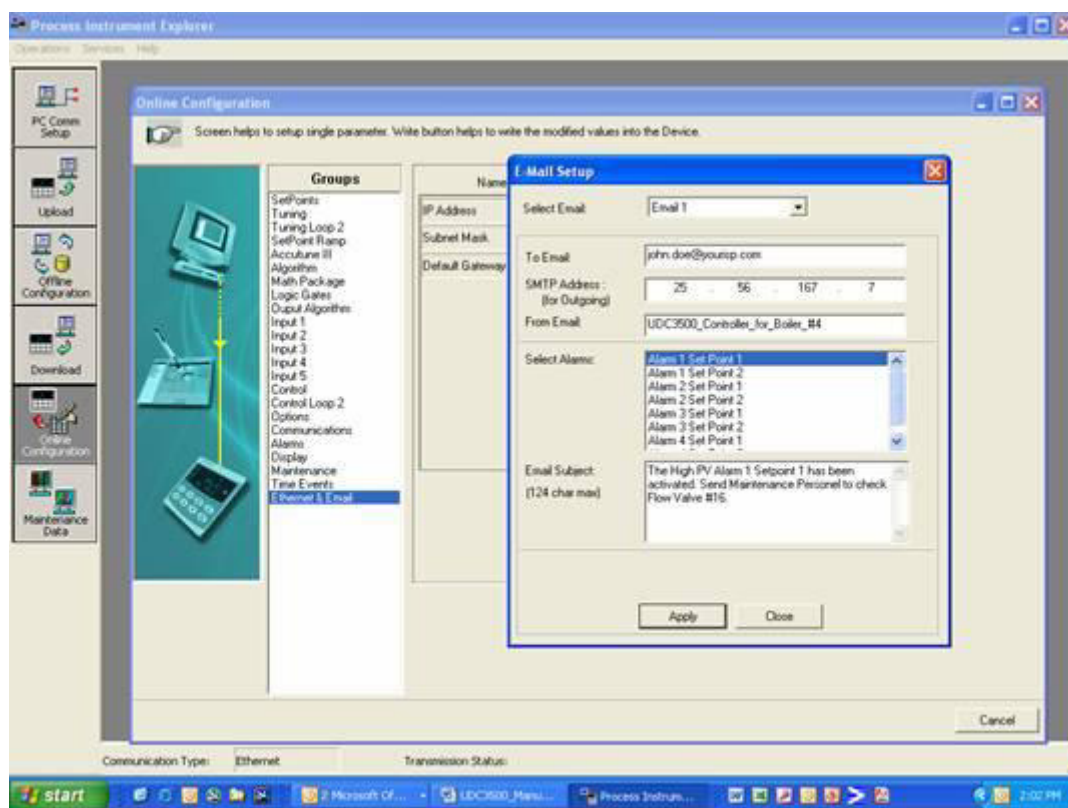 Process Instrument Explorer
Operations Services Help
PC Comm
Setup
Upload
Offline
Configuration
Download
Online
Configuration
Maintenance
Data
Online Configuration
Screen helps to setup single parameter. Write button helps to write the modified values into the Device.
Groups
SetPoints
Tuning
Tuning Loop 2
SetPoint Ramp
Accutune III
Algorithm
Math Package
Logic Gates
Ouput Algorithm
Input 1
Input 2
Input 3
Input 4
Input 5
Control
Control Loop 2
Options
Communications
Alarms
Display
Maintenance
Time Events
Ethernet & Email
Name
IP Address
Subnet Mask
Default Gateway
E-Mail Setup
Select Email: Email 1
To Email: john.doe@yourisp.com
SMTP Address : 25 . 56 . 167 . 7
(for Outgoing)
From Email: UDC3500_Controller_for_Boiler_#4
Select Alarms:
Alarm 1 Set Point 1
Alarm 1 Set Point 2
Alarm 2 Set Point 1
Alarm 2 Set Point 2
Alarm 3 Set Point 1
Alarm 3 Set Point 2
Alarm 4 Set Point 1
Email Subject:
(124 char max)
The High PV Alarm 1 Setpoint 1 has been
activated. Send Maintenance Personel to check
Flow Valve #16.
Apply Close
Cancel
Communication Type: Ethernet Transmission Status:
start 2 Microsoft Of... UDC3500_Manu... Process Instrum... 2:02 PM